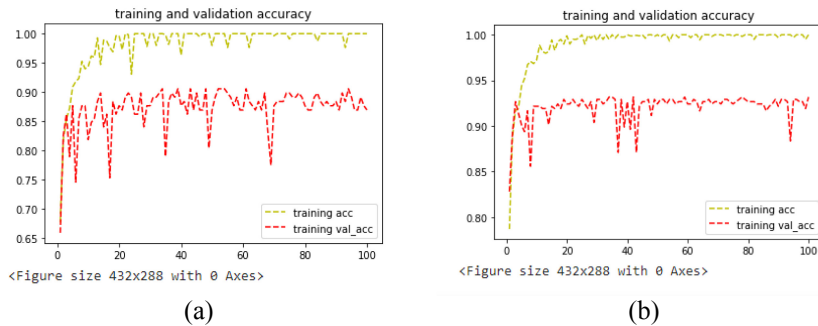 training and validation accuracy
1.00
0.95
0.90
0.85
0.80
0.75
0.70
0.65
0 20 40 60 80 100
training acc
training val_acc
<Figure size 432x288 with 0 Axes>
(a)
training and validation accuracy
1.00
0.95
0.90
0.85
0.80
0 20 40 60 80 100
training acc
training val_acc
<Figure size 432x288 with 0 Axes>
(b)